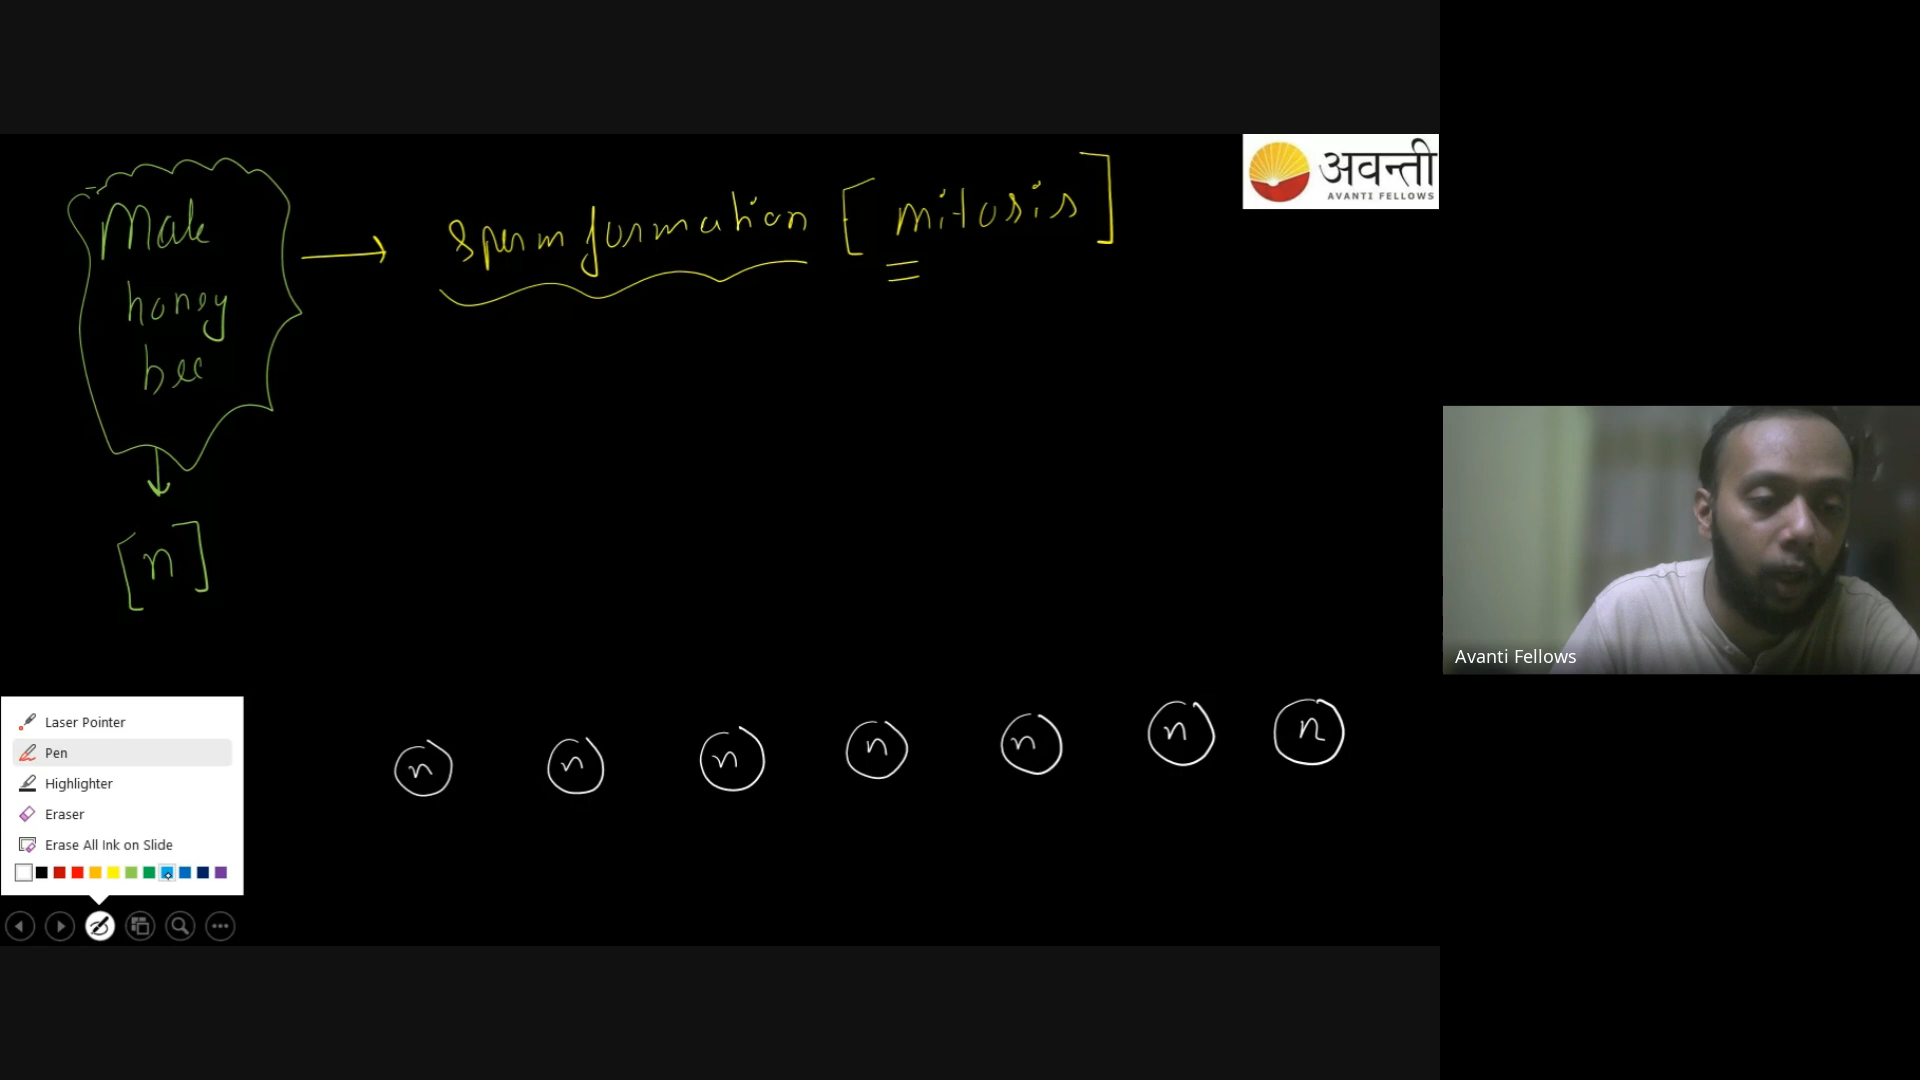 अवन्ती
AVANTI FELLOWS
Male
honey
bee
sperm formation [mitosis]
[n]
n n n n n n n
Laser Pointer
Pen
Highlighter
Eraser
Erase All Ink on Slide
Avanti Fellows